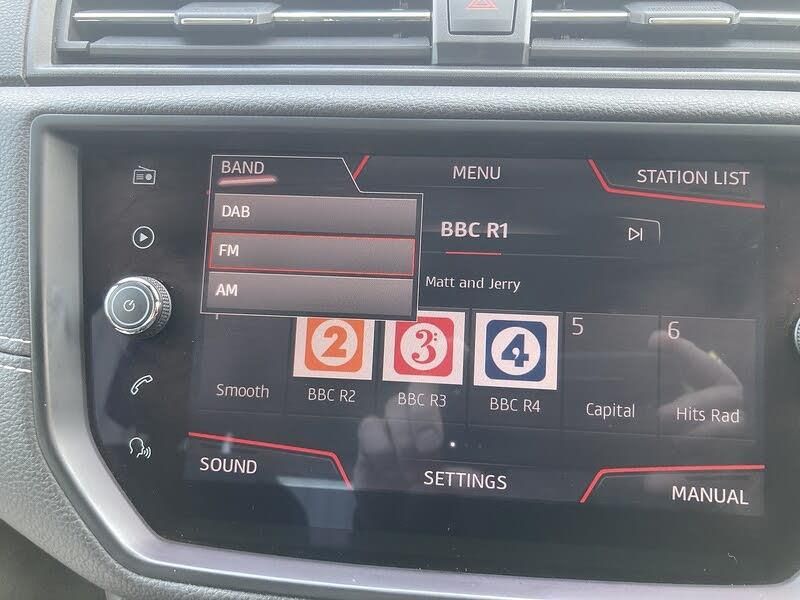 BAND
MENU
STATION LIST
DAB
FM
AM
BBC R1
Matt and Jerry
2
3
4
5
6
Smooth
BBC R2
BBC R3
BBC R4
Capital
Hits Rad
SOUND
SETTINGS
MANUAL